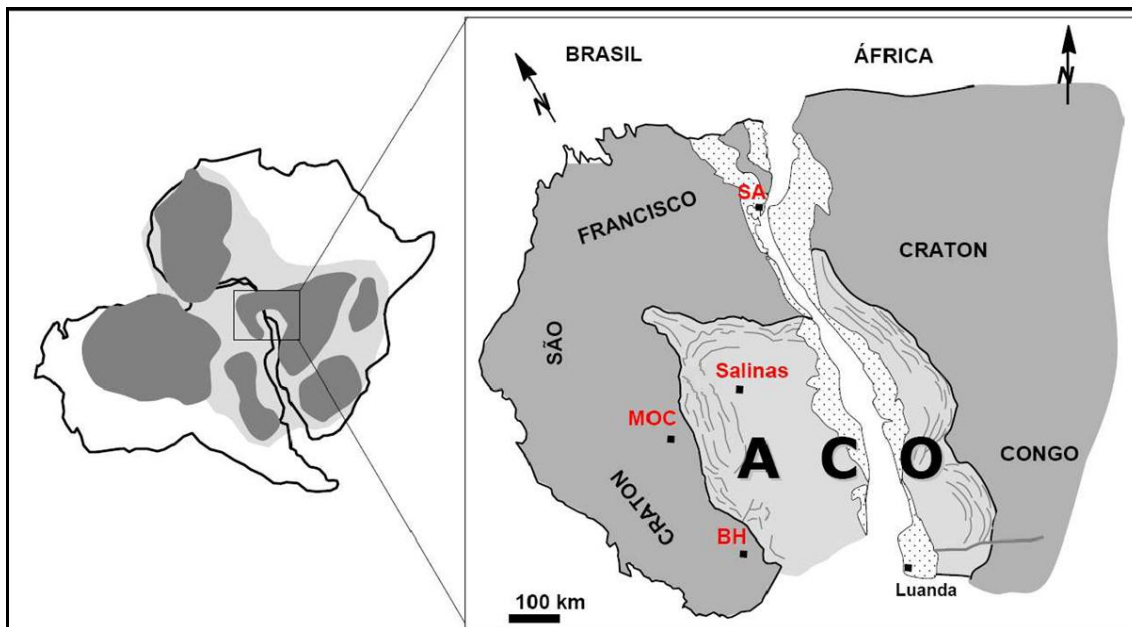 BRASIL
ÁFRICA
N
N
SA
FRANCISCO
CRATON
SÃO
Salinas
MOC
A C O
CONGO
CRATON
BH
Luanda
100 km